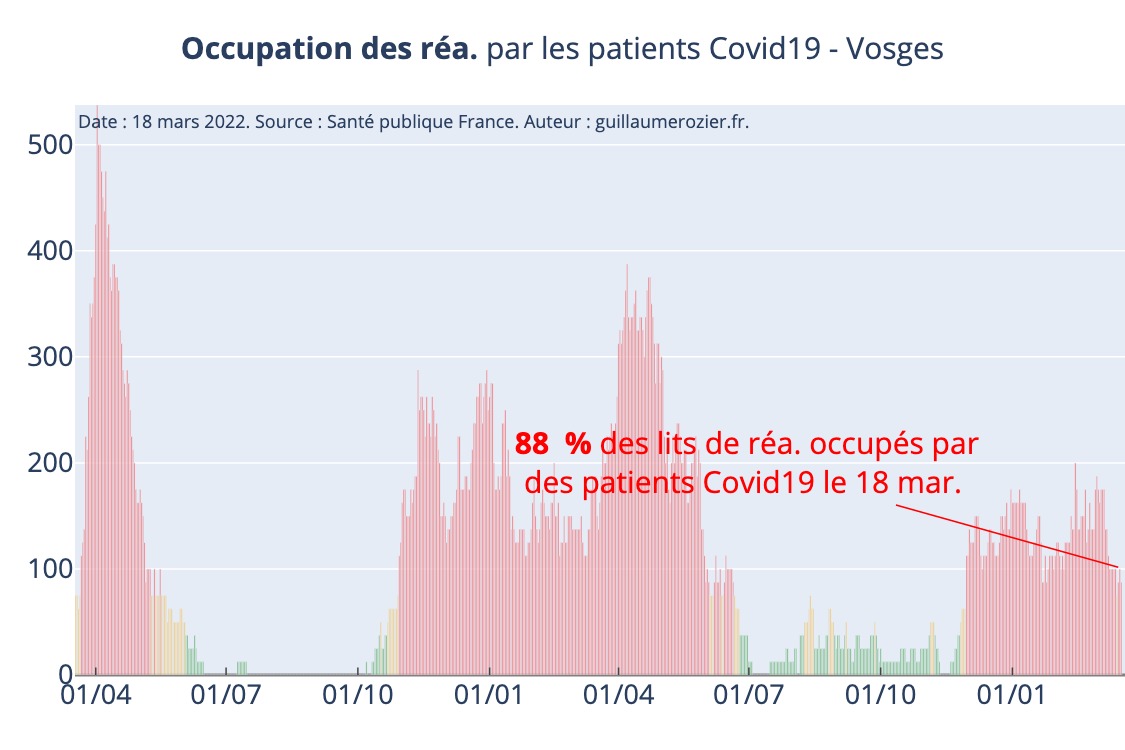 Occupation des réa. par les patients Covid19 - Vosges
Date : 18 mars 2022. Source : Santé publique France. Auteur : guillaumerozier.fr.
500
400
300
200
100
0
88 % des lits de réa. occupés par
des patients Covid19 le 18 mar.
01/04 01/07 01/10 01/01 01/04 01/07 01/10 01/01